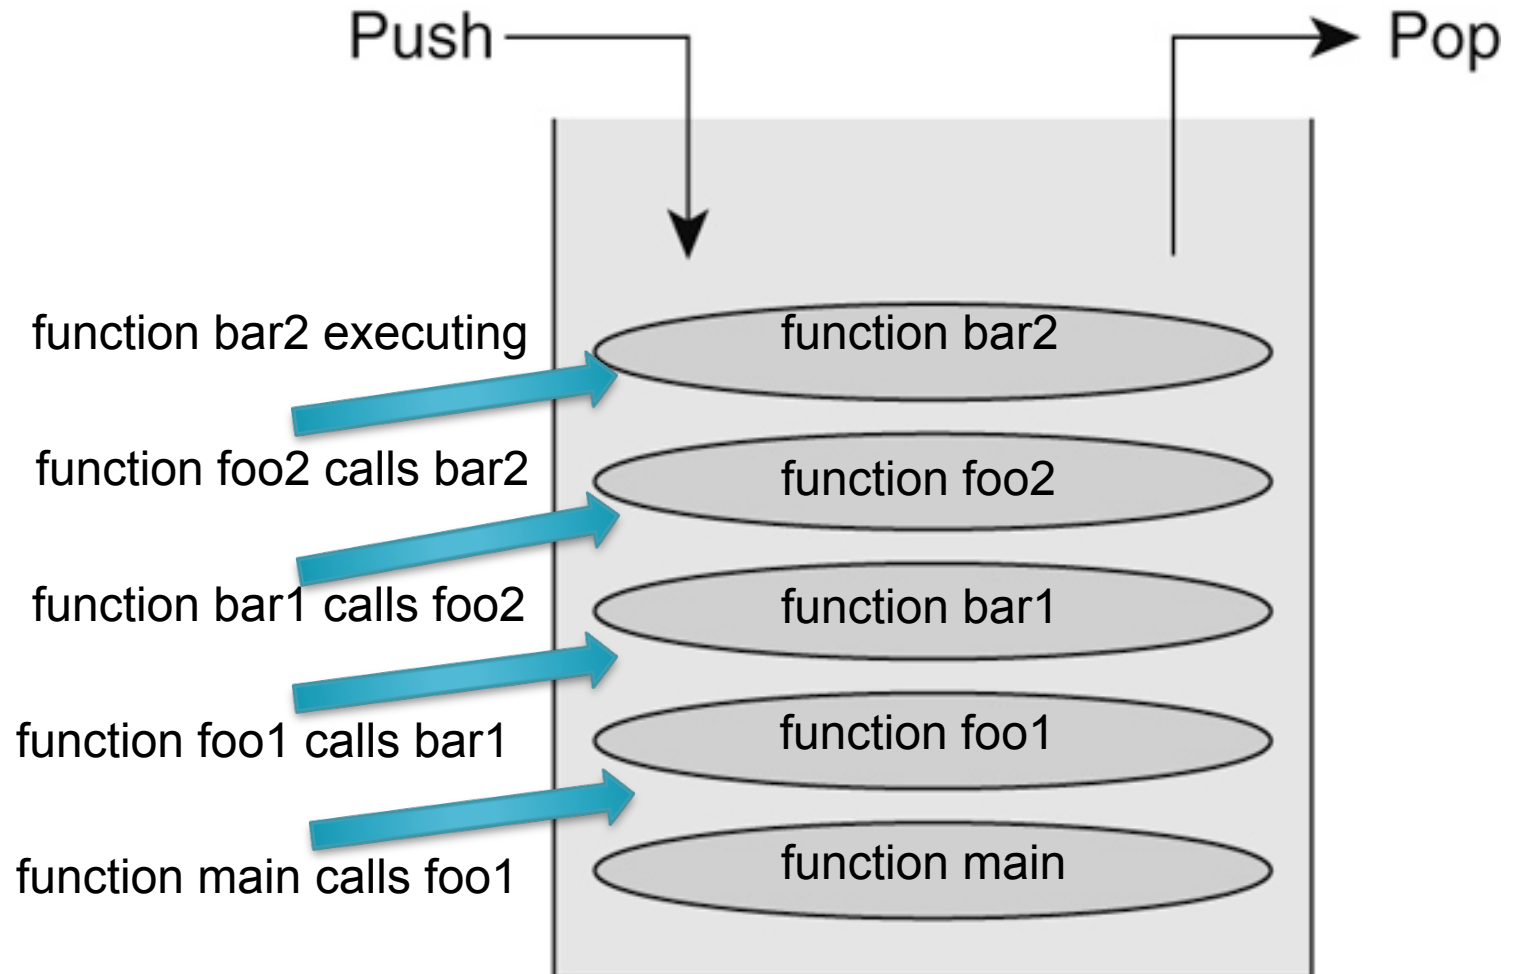 Push
Pop
function bar2 executing
function bar2
function foo2 calls bar2
function foo2
function bar1 calls foo2
function bar1
function foo1 calls bar1
function foo1
function main calls foo1
function main